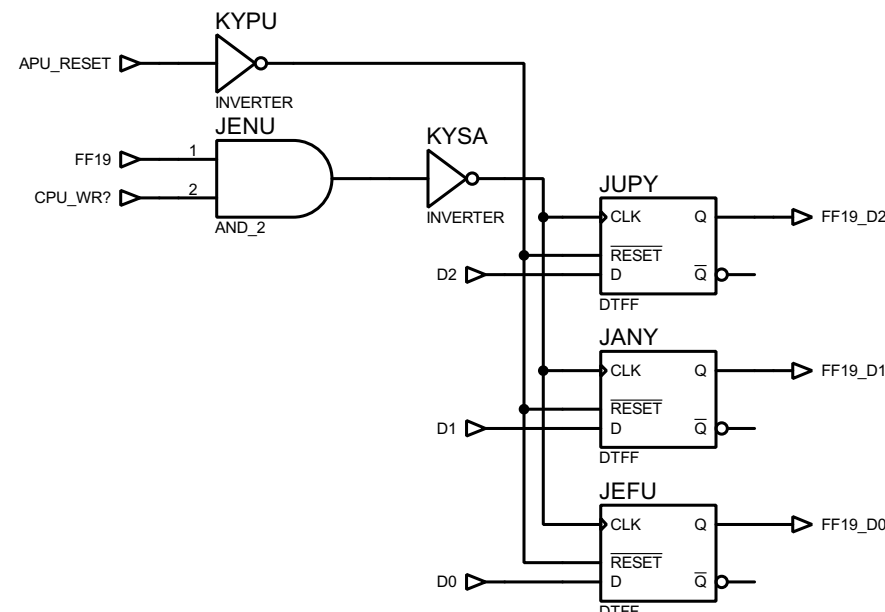 KYPU
APU_RESET
INVERTER
JENU
FF19 1
CPU_WR? 2
AND_2
KYSA
INVERTER
JUPY
CLK Q FF19_D2
RESET
D2 D Q
DTFF
JANY
CLK Q FF19_D1
RESET
D1 D Q
DTFF
JEFU
CLK Q FF19_D0
RESET
D0 D Q
DTFF